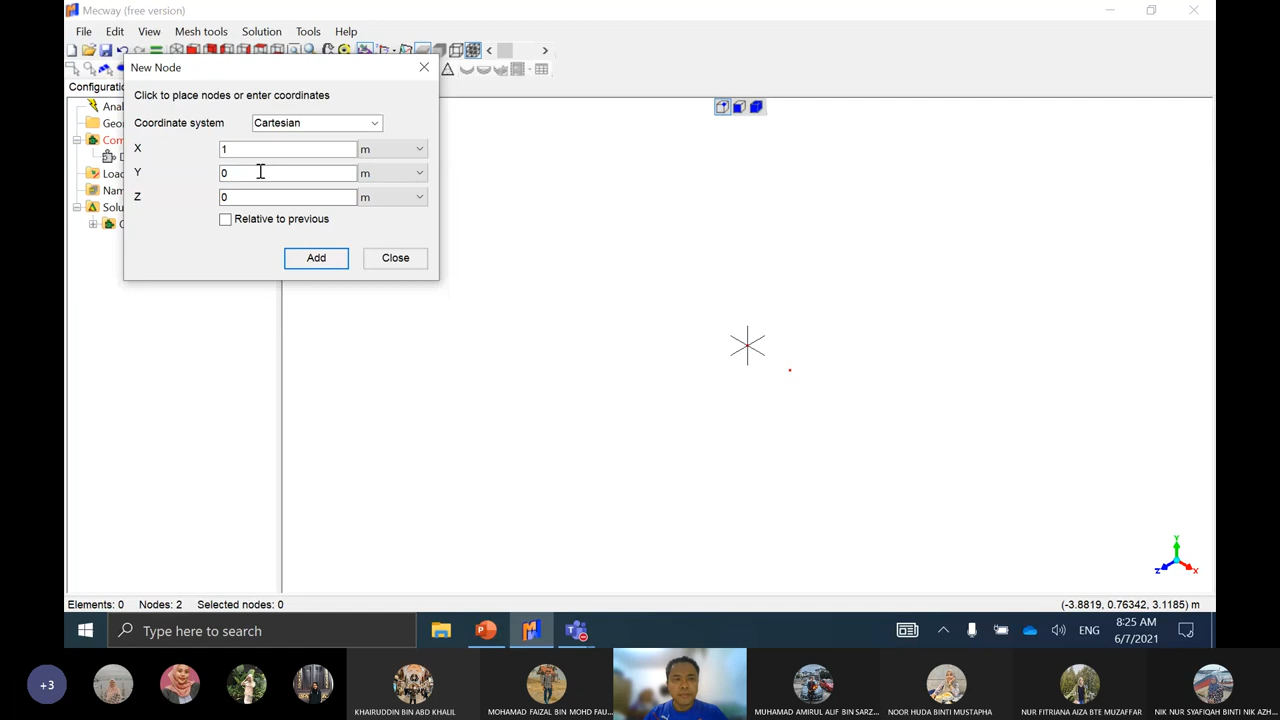 Mecway (free version)
File Edit View Mesh tools Solution Tools Help
New Node
Configuratio
Click to place nodes or enter coordinates
Anal
Coordinate system Cartesian
Geo
Com
X 1 m
D
Y 0 m
Load
Nam
Z 0 m
Solu
Relative to previous
Add Close
Y
Z X
Elements: 0 Nodes: 2 Selected nodes: 0 (-3.8819, 0.76342, 3.1185) m
Type here to search
ENG
8:25 AM
6/7/2021
+3
KHAIRUDDIN BIN ABD KHALIL
MOHAMAD FAIZAL BIN MOHD FAU...
MUHAMAD AMIRUL ALIF BIN SARZ...
NOOR HUDA BINTI MUSTAPHA
NUR FITRIANA AIZA BTE MUZAFFAR
NIK NUR SYAFIQAH BINTI NIK AZH...